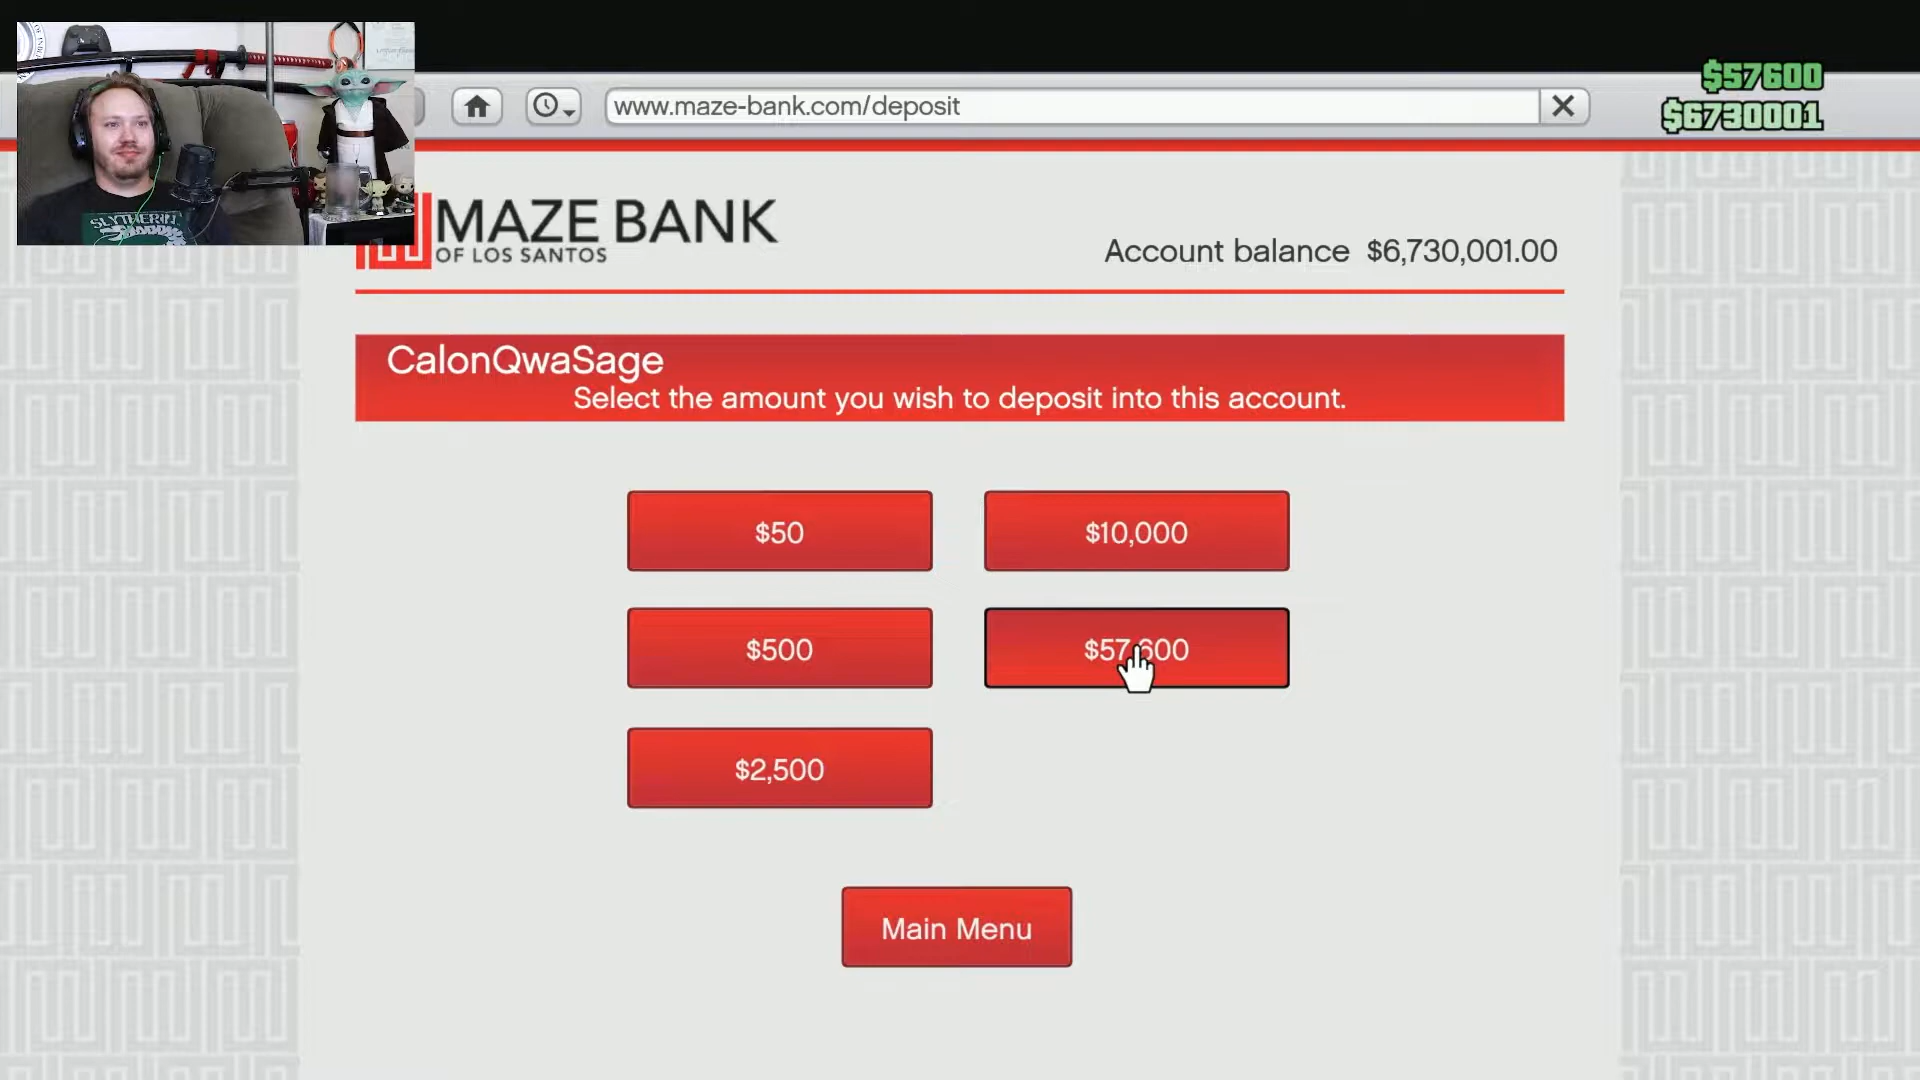 $57600
$6730001
www.maze-bank.com/deposit
MAZE BANK
OF LOS SANTOS
Account balance $6,730,001.00
CalonQwaSage
Select the amount you wish to deposit into this account.
$50
$10,000
$500
$57,600
$2,500
Main Menu
SLYTHERIN